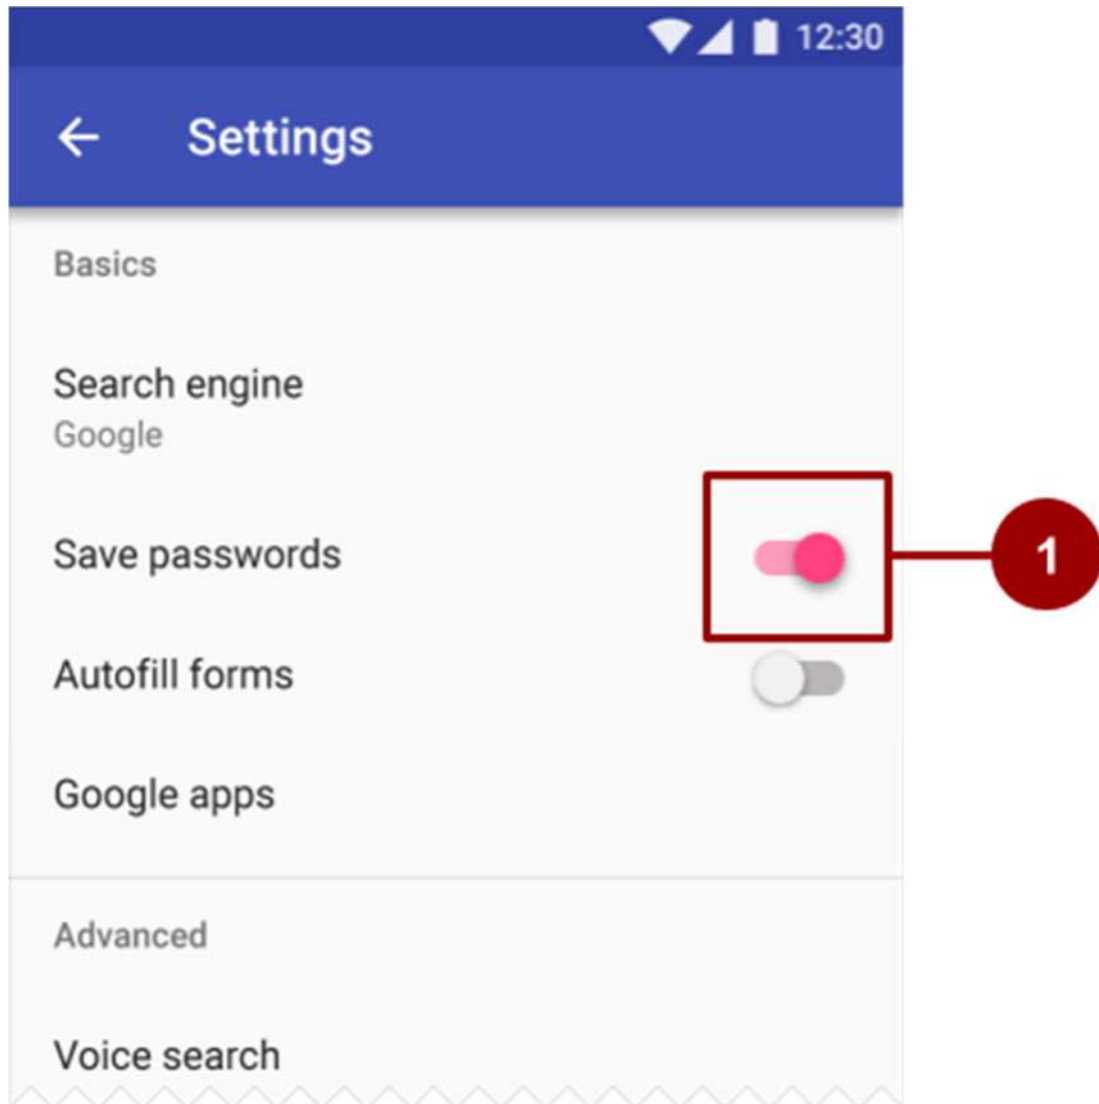 12:30
Settings
Basics
Search engine
Google
Save passwords
1
Autofill forms
Google apps
Advanced
Voice search